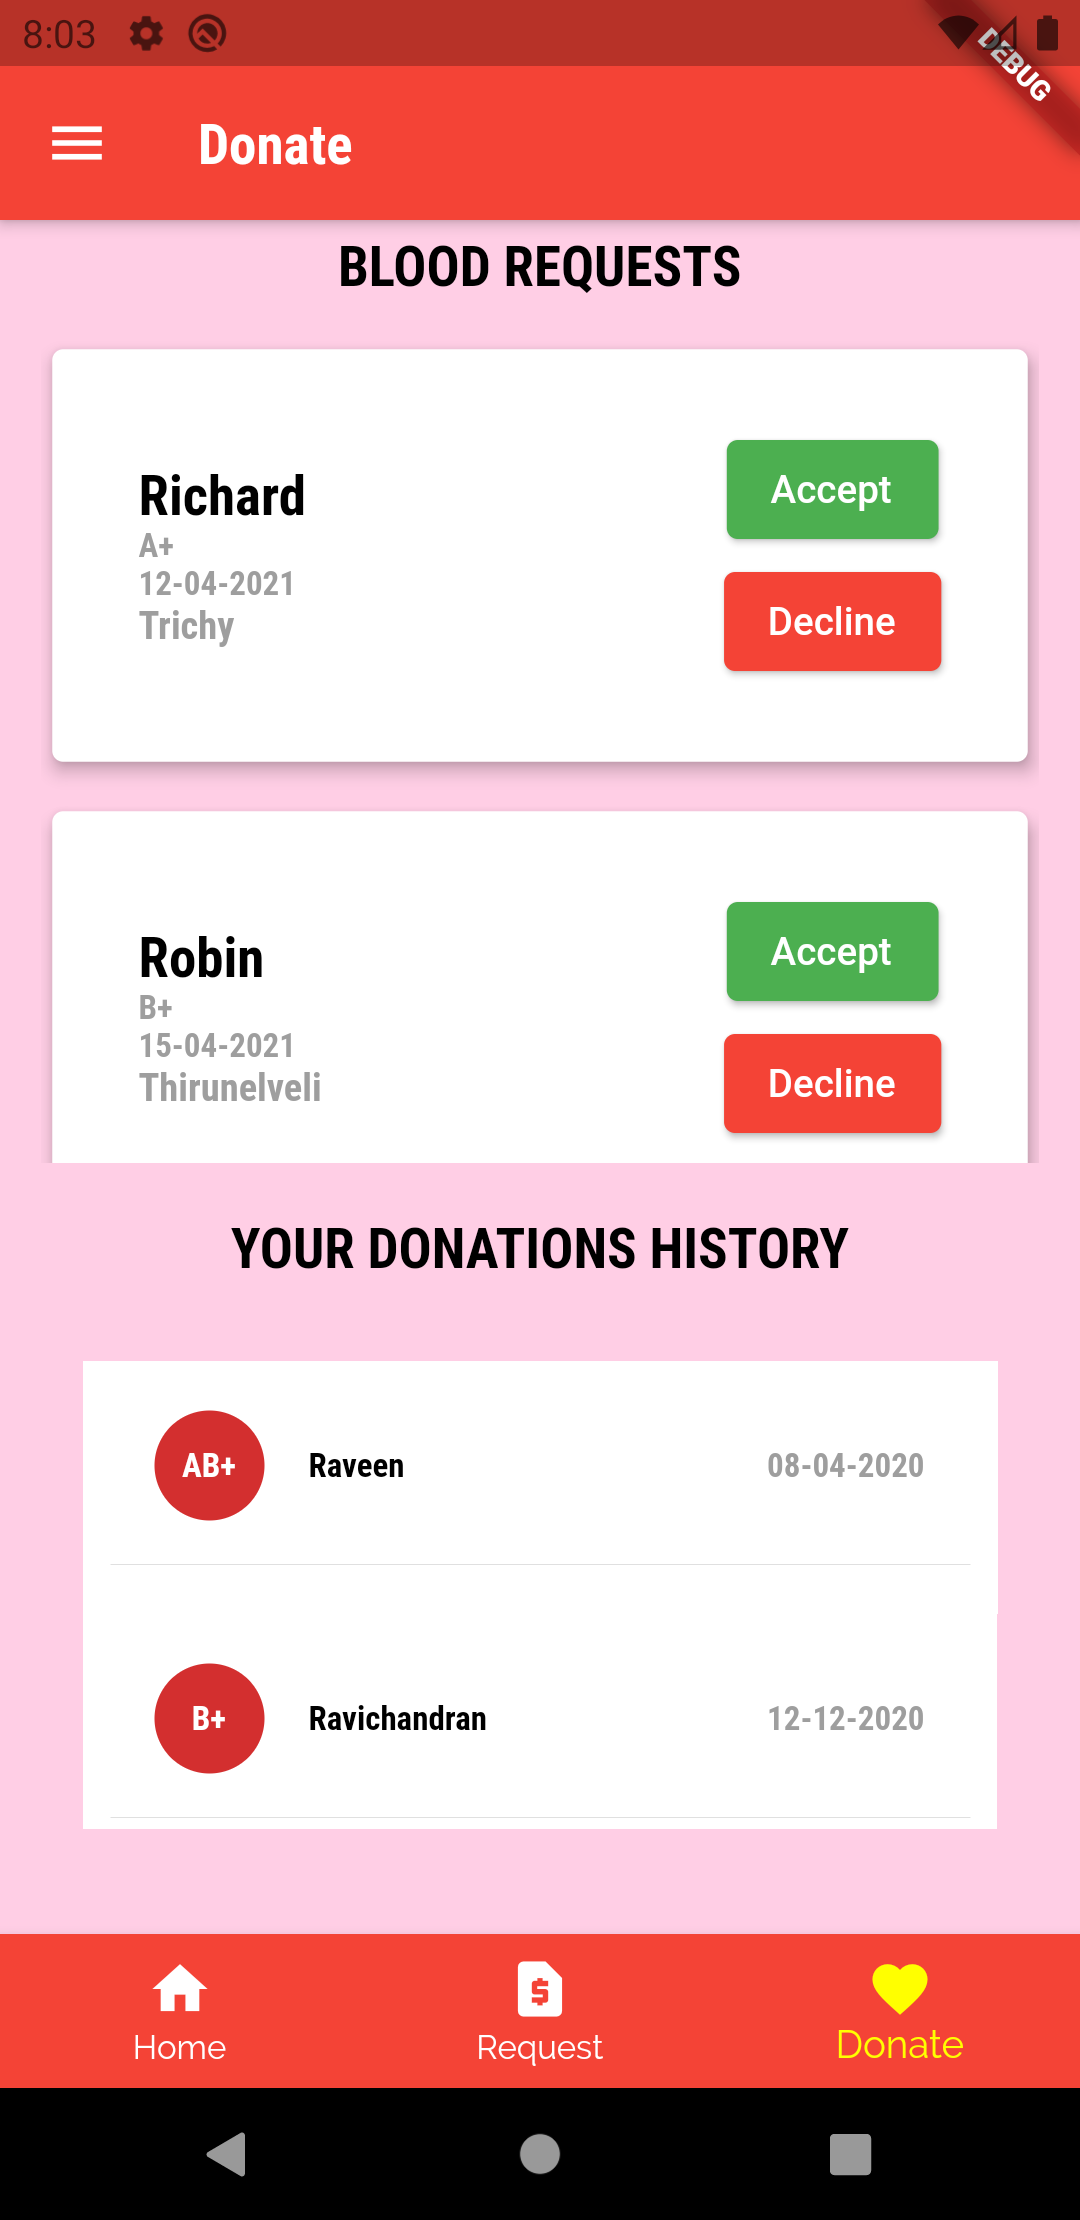 8:03
DEBUG
Donate
BLOOD REQUESTS
Richard
A+
12-04-2021
Trichy
Accept
Decline
Robin
B+
15-04-2021
Thirunelveli
Accept
Decline
YOUR DONATIONS HISTORY
AB+ Raveen 08-04-2020
B+ Ravichandran 12-12-2020
Home Request Donate